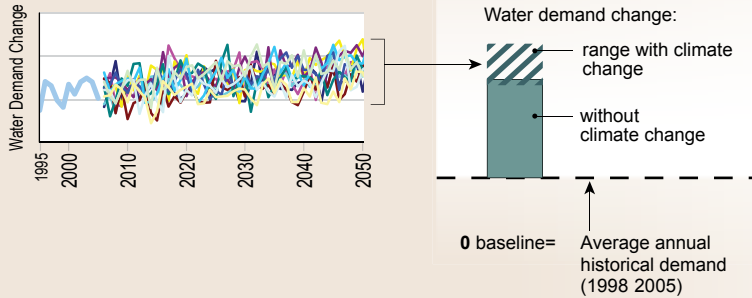 Water Demand Change
1995
2000
2010
2020
2030
2040
2050
Water demand change:
range with climate
change
without
climate change
0 baseline=
Average annual
historical demand
(1998 2005)